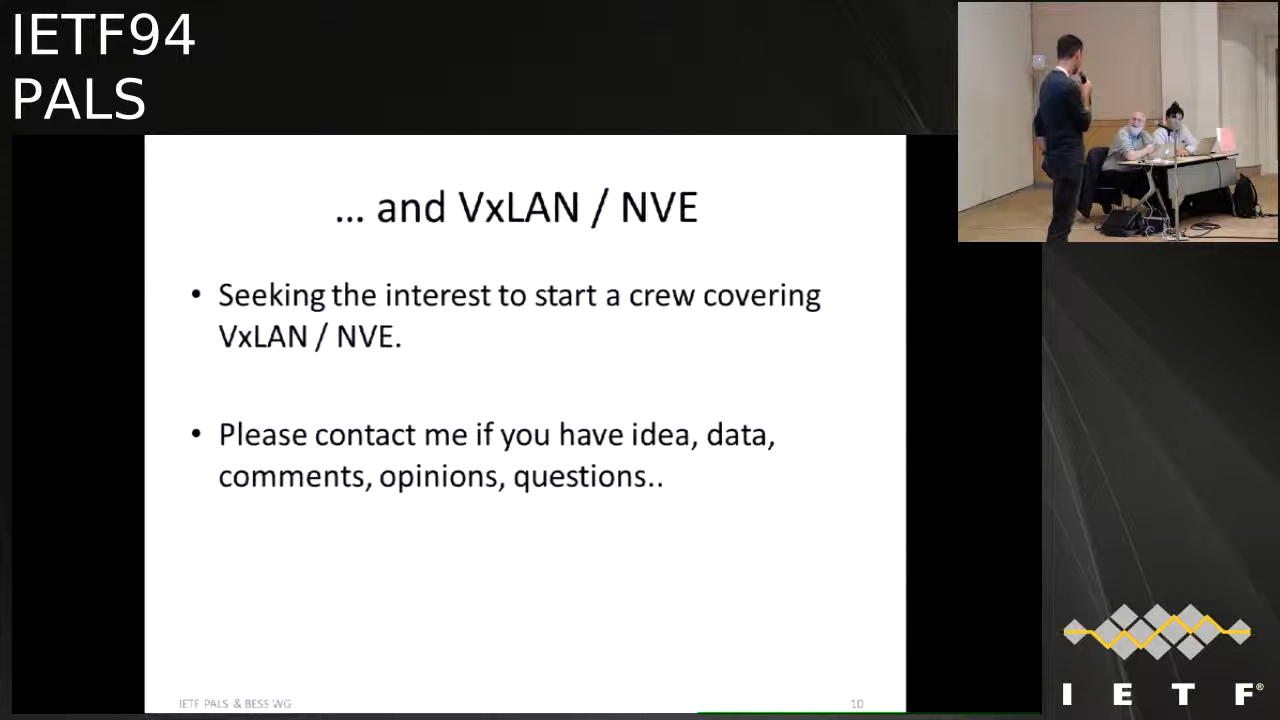 IETF94
PALS
... and VxLAN / NVE
• Seeking the interest to start a crew covering
VxLAN / NVE.
• Please contact me if you have idea, data,
comments, opinions, questions..
IETF PALS & BESS WG
10
I E T F®